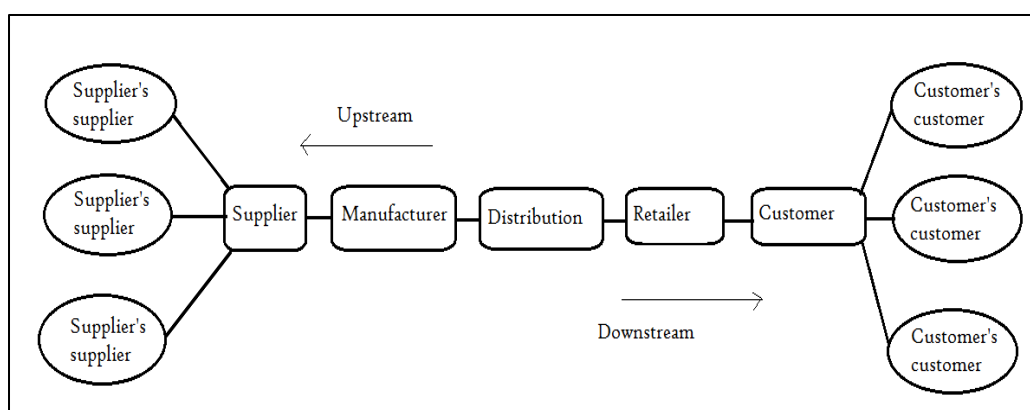 Supplier's
supplier
Customer's
customer
Upstream
Supplier's
supplier
Supplier
Manufacturer
Distribution
Retailer
Customer
Customer's
customer
Downstream
Supplier's
supplier
Customer's
customer